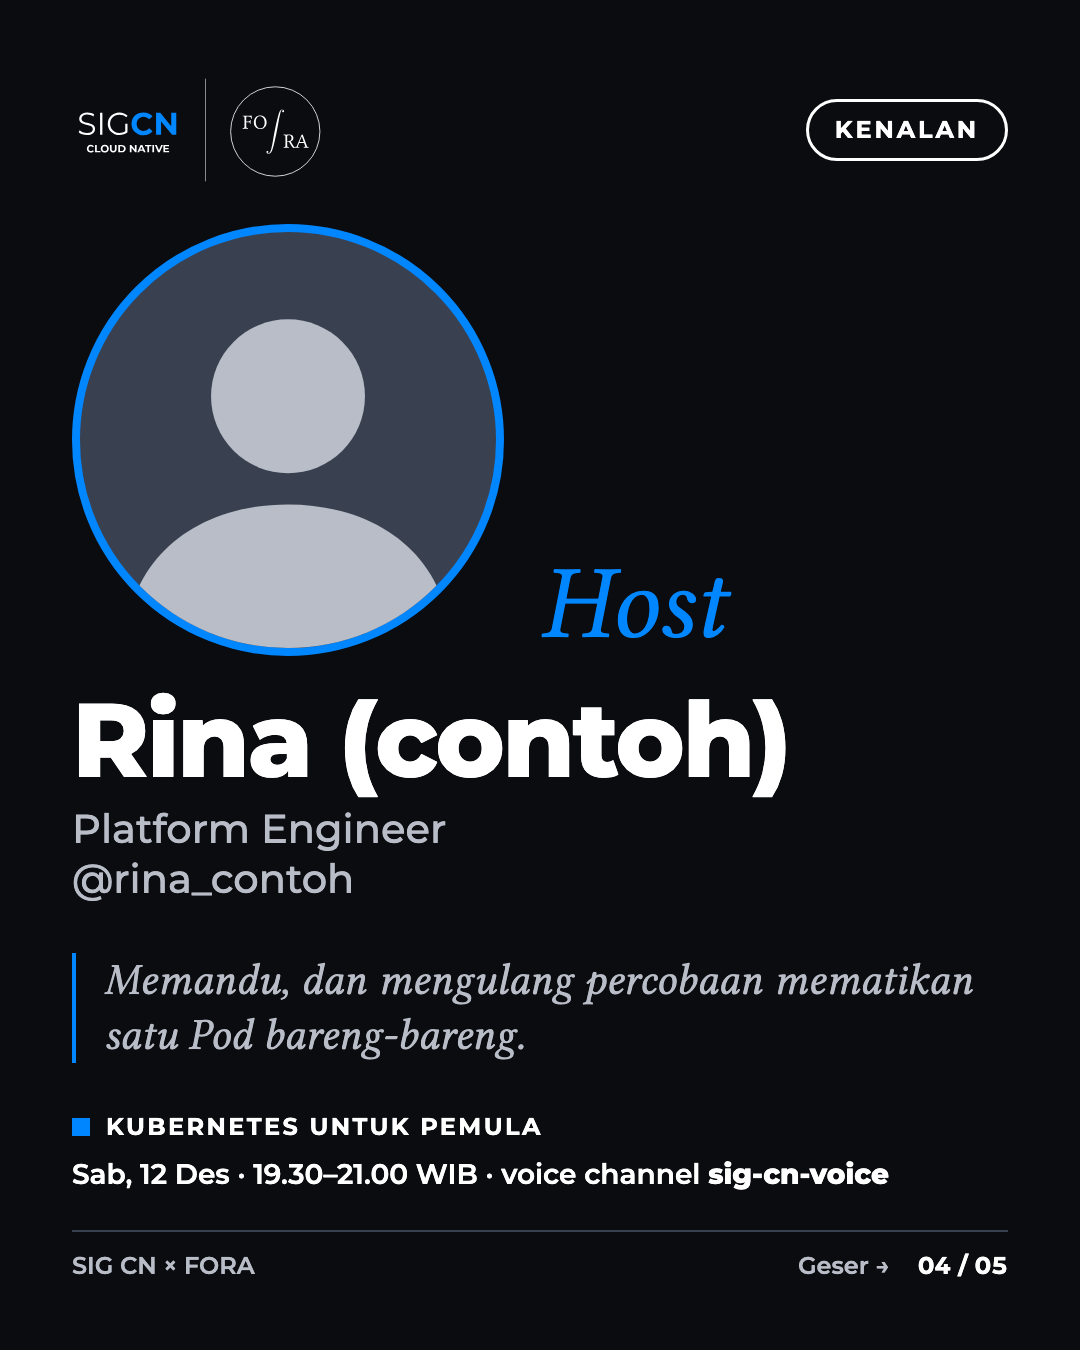 SIGCN
CLOUD NATIVE
FO∫RA
KENALAN
Host
Rina (contoh)
Platform Engineer
@rina_contoh
Memandu, dan mengulang percobaan mematikan
satu Pod bareng-bareng.
KUBERNETES UNTUK PEMULA
Sab, 12 Des · 19.30–21.00 WIB · voice channel sig-cn-voice
SIG CN × FORA
Geser → 04 / 05